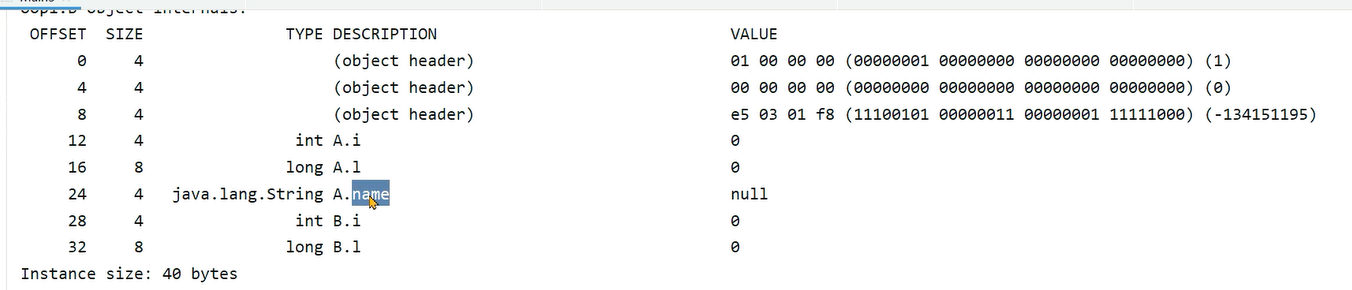 OFFSET  SIZE               TYPE DESCRIPTION                               VALUE
0     4                    (object header)                           01 00 00 00 (00000001 00000000 00000000 00000000) (1)
4     4                    (object header)                           00 00 00 00 (00000000 00000000 00000000 00000000) (0)
8     4                    (object header)                           e5 03 01 f8 (11100101 00000011 00000001 11111000) (-134151195)
12     4                int A.i                                       0
16     8               long A.l                                       0
24     4   java.lang.String A.name                                    null
28     4                int B.i                                       0
32     8               long B.l                                       0
Instance size: 40 bytes